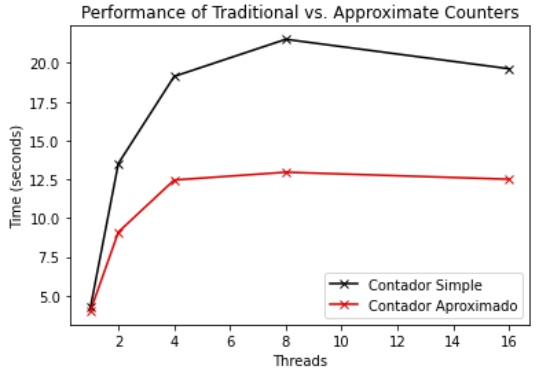 Performance of Traditional vs. Approximate Counters
Time (seconds)
20.0
17.5
15.0
12.5
10.0
7.5
5.0
Contador Simple
Contador Aproximado
2 4 6 8 10 12 14 16
Threads